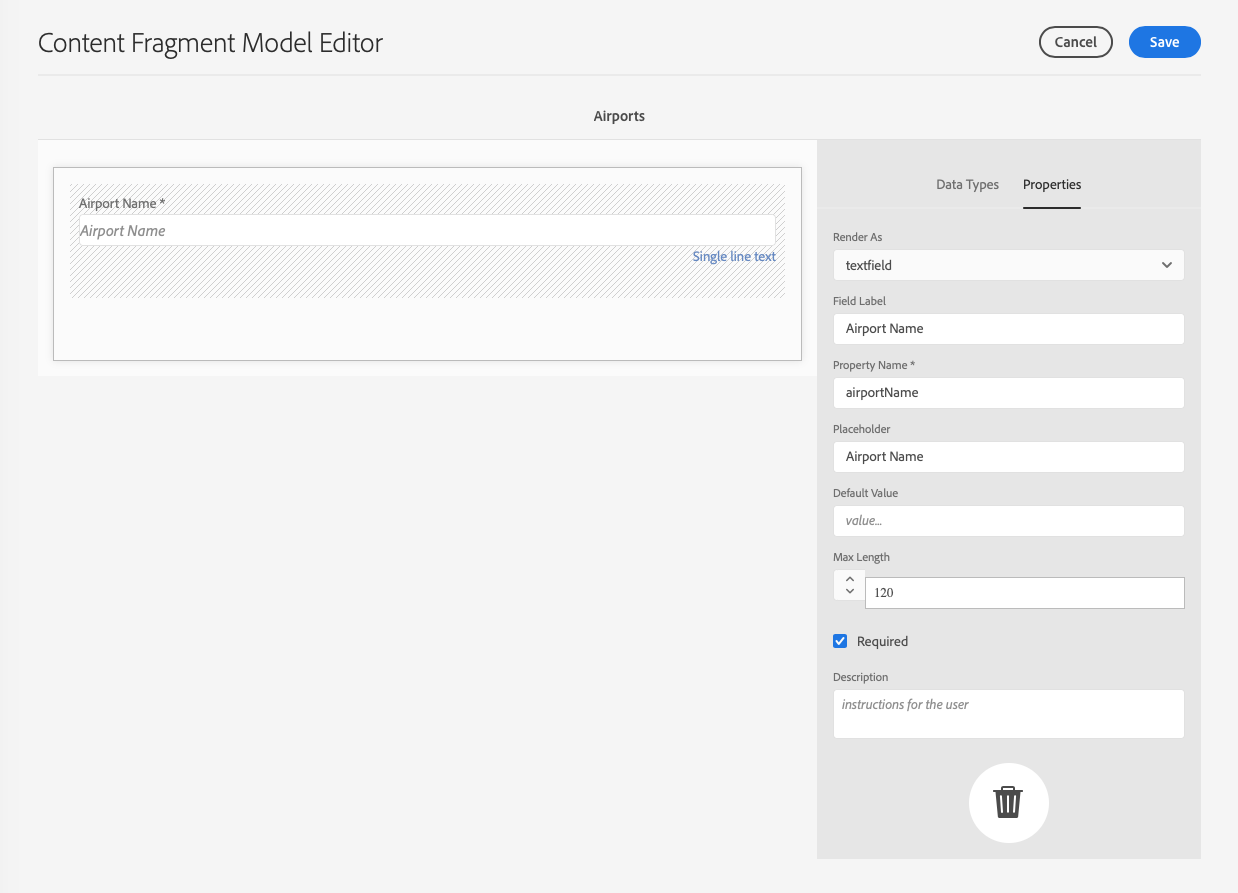 Content Fragment Model Editor
Cancel
Save
Airports
Airport Name *
Airport Name
Single line text
Data Types
Properties
Render As
textfield
Field Label
Airport Name
Property Name *
airportName
Placeholder
Airport Name
Default Value
value...
Max Length
120
Required
Description
instructions for the user